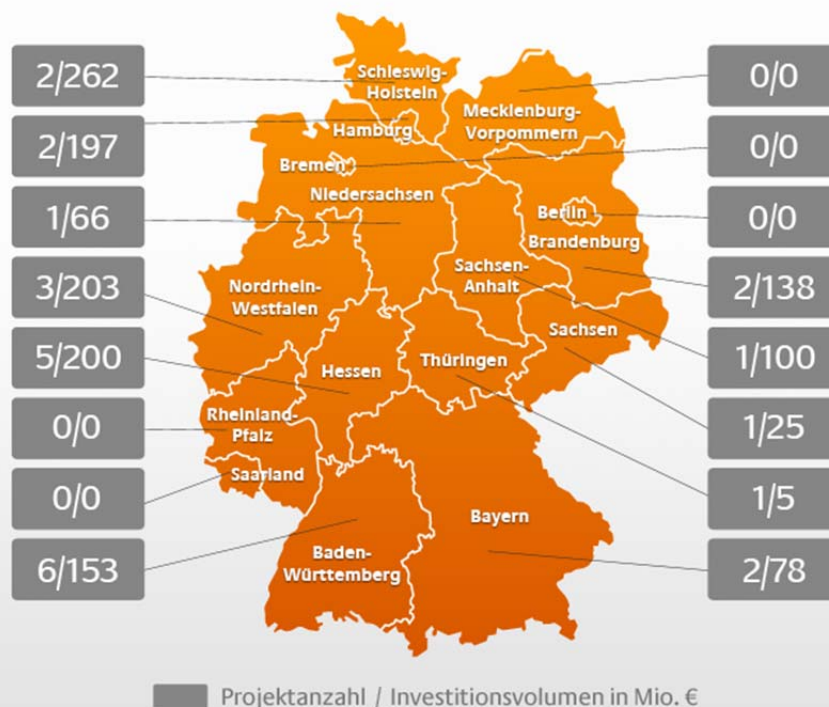 2/262
2/197
1/66
3/203
5/200
0/0
0/0
6/153
Schleswig-
Holstein
Mecklenburg-
Vorpommern
Hamburg
Bremen
Niedersachsen
Berlin
Brandenburg
Sachsen-
Anhalt
Nordrhein-
Westfalen
Sachsen
Thüringen
Hessen
Rheinland-
Pfalz
Saarland
Bayern
Baden-
Württemberg
0/0
0/0
0/0
2/138
1/100
1/25
1/5
2/78
Projektanzahl / Investitionsvolumen in Mio. €